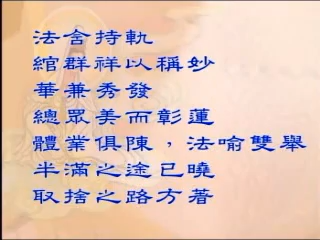 法含持軌
綰群祥以稱妙
華兼秀發
總眾美而彰蓮
體業俱陳，法喻雙舉
半滿之途已曉
取捨之路方著